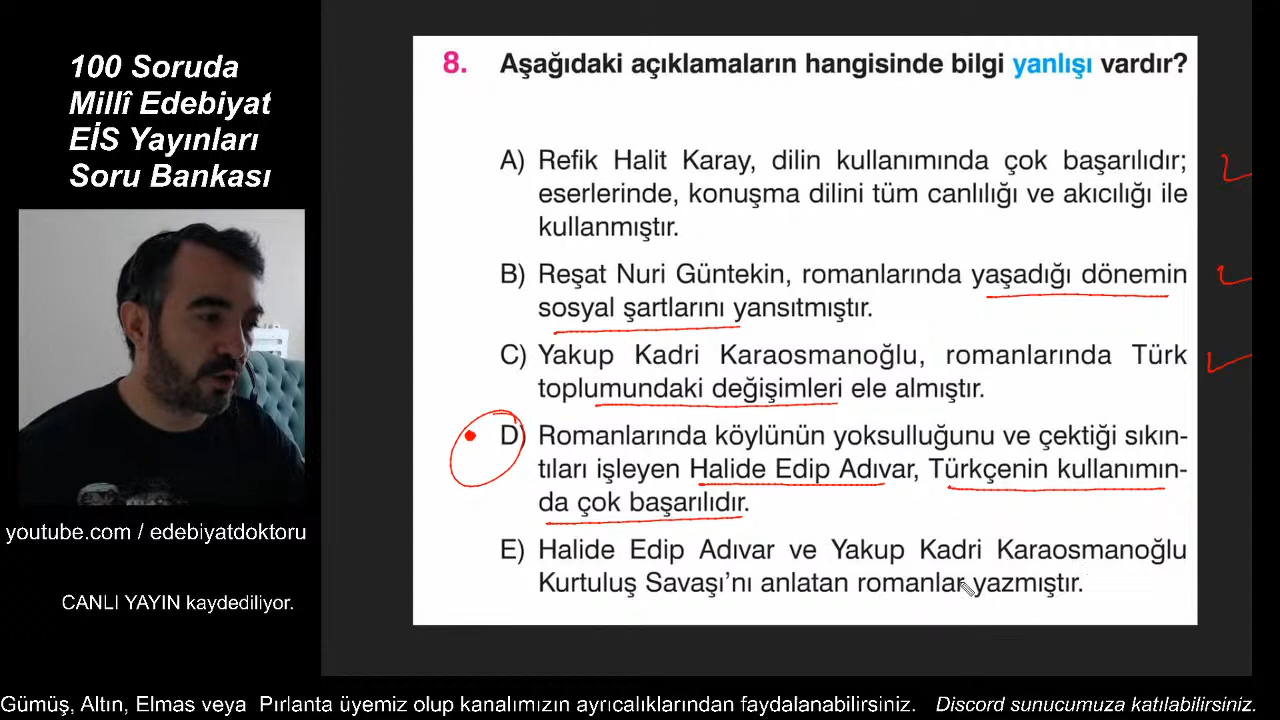 100 Soruda
Millî Edebiyat
EİS Yayınları
Soru Bankası
youtube.com / edebiyatdoktoru
CANLI YAYIN kaydediliyor.
8. Aşağıdaki açıklamaların hangisinde bilgi yanlışı vardır?
A) Refik Halit Karay, dilin kullanımında çok başarılıdır;
eserlerinde, konuşma dilini tüm canlılığı ve akıcılığı ile
kullanmıştır.
B) Reşat Nuri Güntekin, romanlarında yaşadığı dönemin
sosyal şartlarını yansıtmıştır.
C) Yakup Kadri Karaosmanoğlu, romanlarında Türk
toplumundaki değişimleri ele almıştır.
D) Romanlarında köylünün yoksulluğunu ve çektiği sıkın-
tıları işleyen Halide Edip Adıvar, Türkçenin kullanımın-
da çok başarılıdır.
E) Halide Edip Adıvar ve Yakup Kadri Karaosmanoğlu
Kurtuluş Savaşı’nı anlatan romanlar yazmıştır.
Gümüş, Altın, Elmas veya Pırlanta üyemiz olup kanalımızın ayrıcalıklarından faydalanabilirsiniz. Discord sunucumuza katılabilirsiniz.